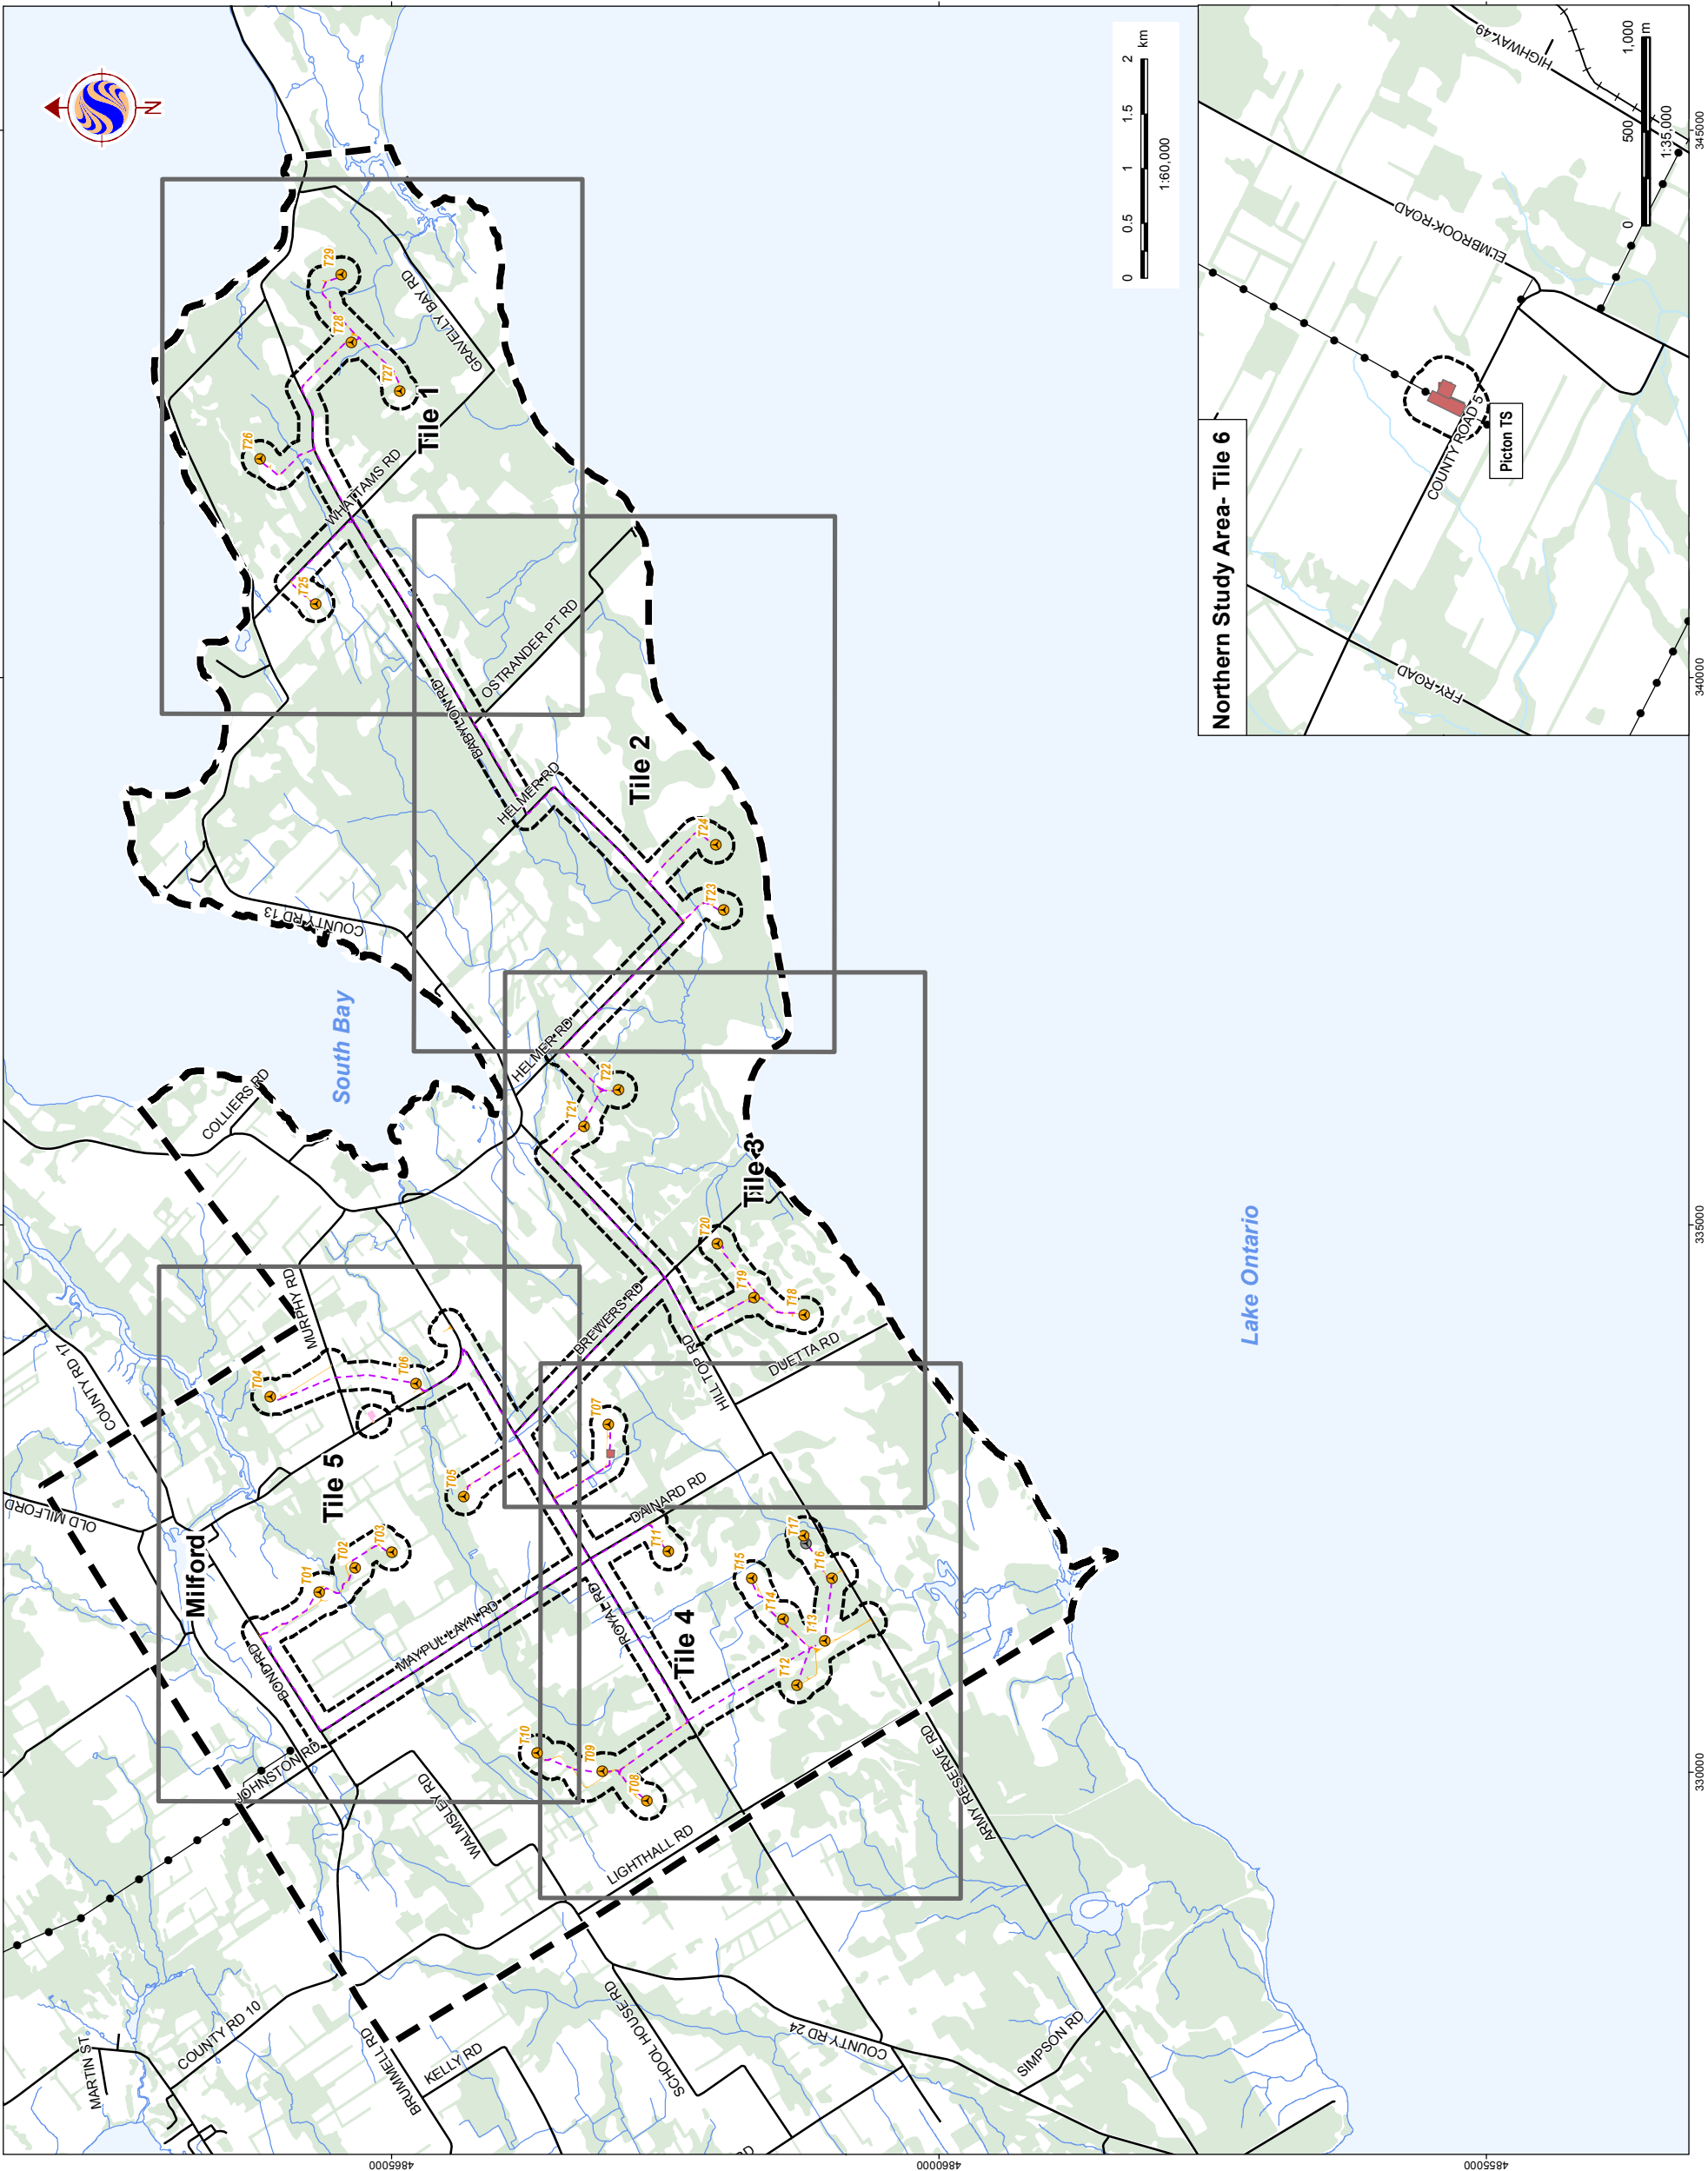 N
0 0.5 1 1.5 2 km
1:60,000
T29
T28
T27
T26
T25
Tile 1
GRAVELLY BAY RD
WHATTAMS RD
OSTRANDER PT RD
BABYLON RD
HELMER RD
Tile 2
T24
T23
COUNTY RD 13
South Bay
HELMER RD
T22
T21
COLLIERS RD
Tile 3
T20
T19
T18
Lake Ontario
MURPHY RD
BREWERS RD
HILL TOP RD
DUETTA RD
COUNTY RD 17
T04
T06
T07
T05
Tile 5
OLD MILFORD
Milford
DAINARD RD
T03
T02
T01
T11
T17
T16
T15
T14
T13
T12
MAYPUL LAYN RD
ROYAL RD
Tile 4
BOND RD
T10
T09
T08
JOHNSTON RD
WALMSLEY RD
LIGHTHALL RD
ARMY RESERVE RD
COUNTY RD 10
MARTIN ST
BRUMMELL RD
KELLY RD
SCHOOL HOUSE RD
COUNTY RD 24
SIMPSON RD
RD
Northern Study Area- Tile 6
HIGHWAY 49
ELMBROOK ROAD
COUNTY ROAD 5
Picton TS
FRY ROAD
0 500 1,000
m
1:35,000
345000
340000
335000
330000
4865000
4860000
4855000